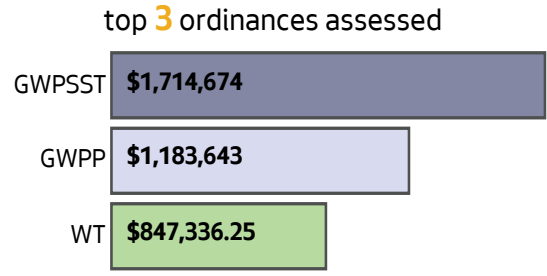 top 3 ordinances assessed
GWPSST $1,714,674
GWPP $1,183,643
WT $847,336.25